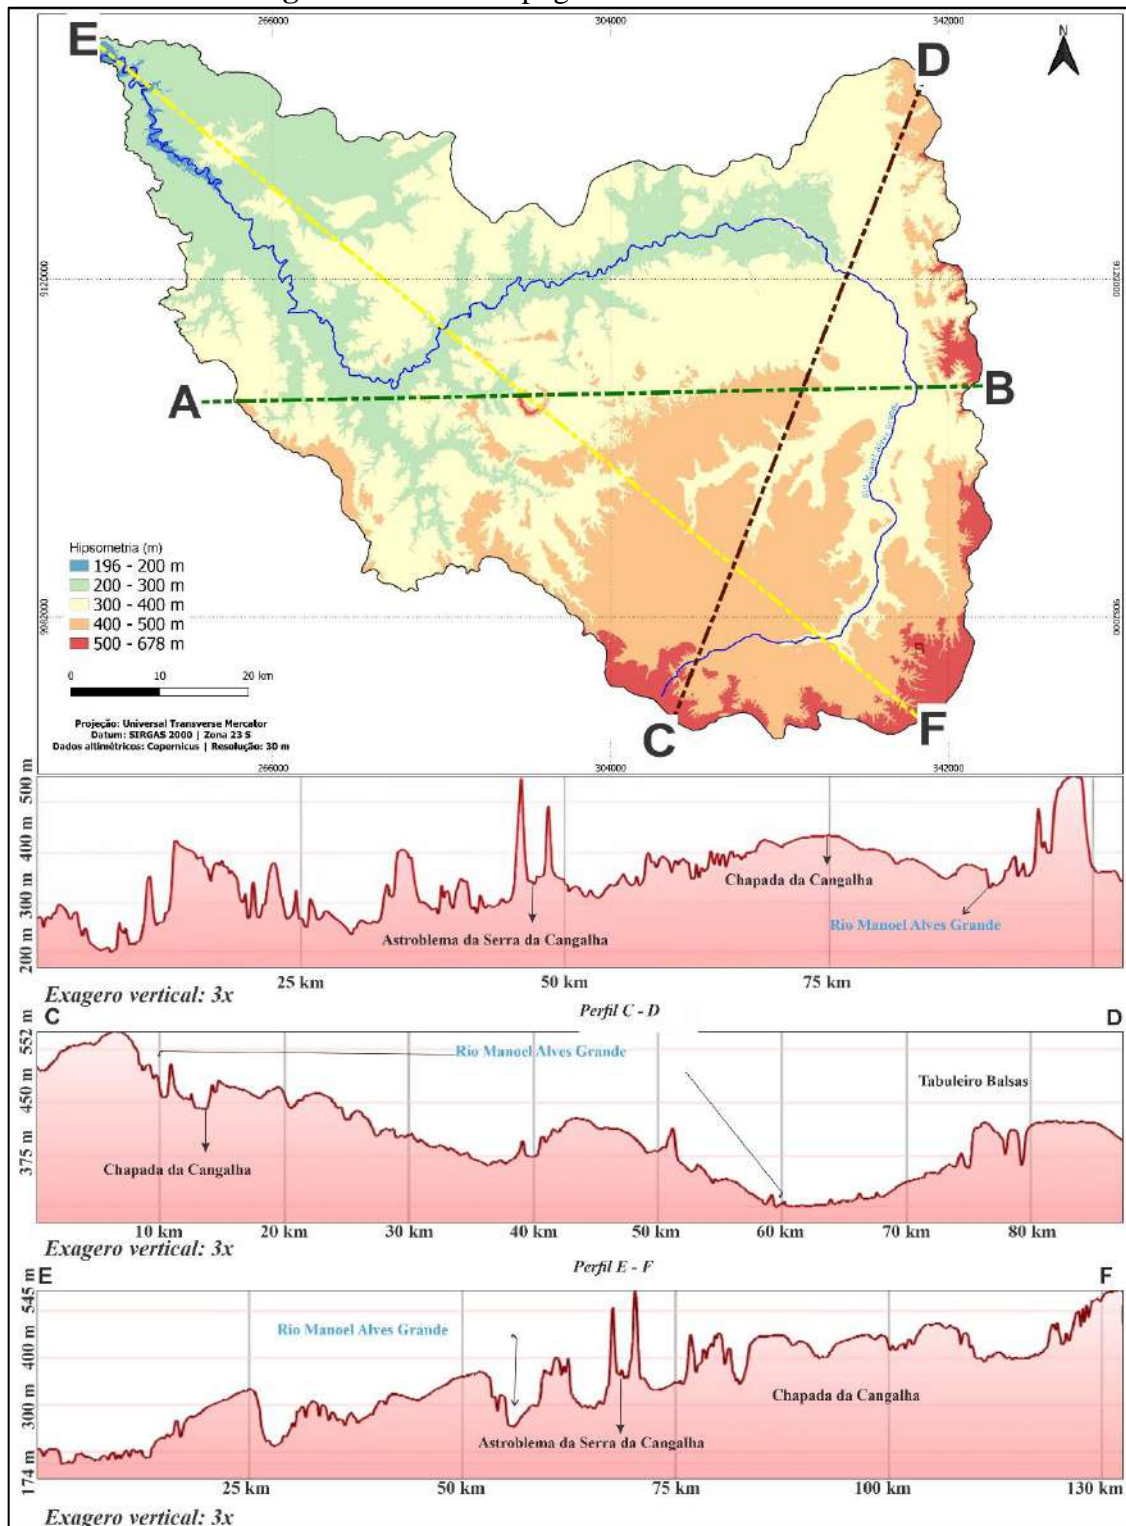 266000 304000 342000
E
D
N
9120000 9120000
A B
Rio Manoel Alves Grande
Hipsometria (m)
196 - 200 m
200 - 300 m
300 - 400 m
400 - 500 m
500 - 678 m
9082000 9082000
0 10 20 km
Projeção: Universal Transverse Mercator
Datum: SIRGAS 2000 | Zona 23 S
Dados altimétricos: Copernicus | Resolução: 30 m
C F
266000 304000 342000
500 m
400 m
300 m
200 m
Chapada da Cangalha
Astroblema da Serra da Cangalha
Rio Manoel Alves Grande
25 km 50 km 75 km
Exagero vertical: 3x
Perfil C - D
C D
552 m
450 m
375 m
Rio Manoel Alves Grande
Tabuleiro Balsas
Chapada da Cangalha
10 km 20 km 30 km 40 km 50 km 60 km 70 km 80 km
Exagero vertical: 3x
Perfil E - F
E F
545 m
400 m
300 m
174 m
Rio Manoel Alves Grande
Chapada da Cangalha
Astroblema da Serra da Cangalha
25 km 50 km 75 km 100 km 130 km
Exagero vertical: 3x